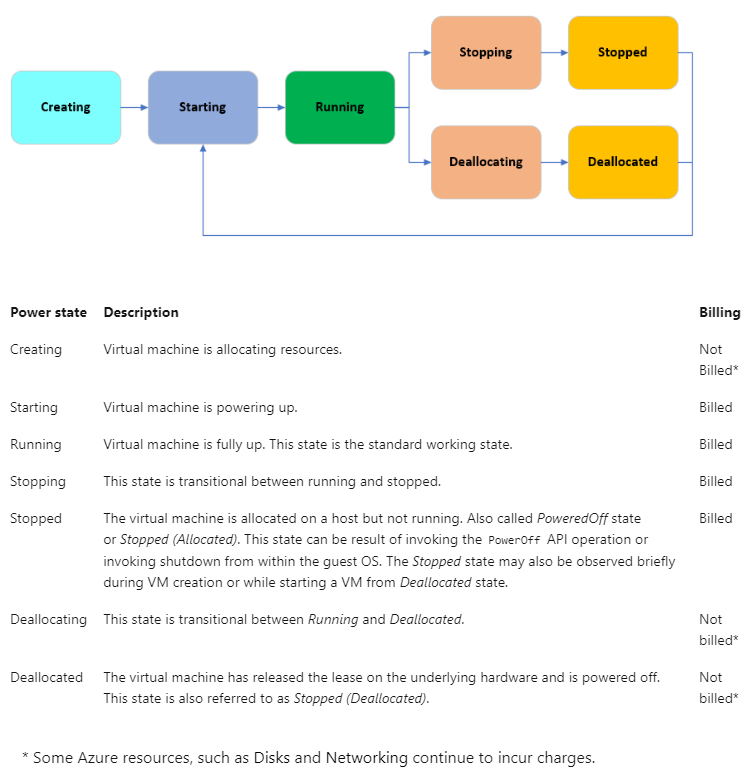 Stopping
Stopped
Creating
Starting
Running
Deallocating
Deallocated
Power state Description Billing
Creating Virtual machine is allocating resources. Not
Billed*
Starting Virtual machine is powering up. Billed
Running Virtual machine is fully up. This state is the standard working state. Billed
Stopping This state is transitional between running and stopped. Billed
Stopped The virtual machine is allocated on a host but not running. Also called PoweredOff state Billed
or Stopped (Allocated). This state can be result of invoking the PowerOff API operation or
invoking shutdown from within the guest OS. The Stopped state may also be observed briefly
during VM creation or while starting a VM from Deallocated state.
Deallocating This state is transitional between Running and Deallocated. Not
billed*
Deallocated The virtual machine has released the lease on the underlying hardware and is powered off. Not
This state is also referred to as Stopped (Deallocated). billed*
* Some Azure resources, such as Disks and Networking continue to incur charges.